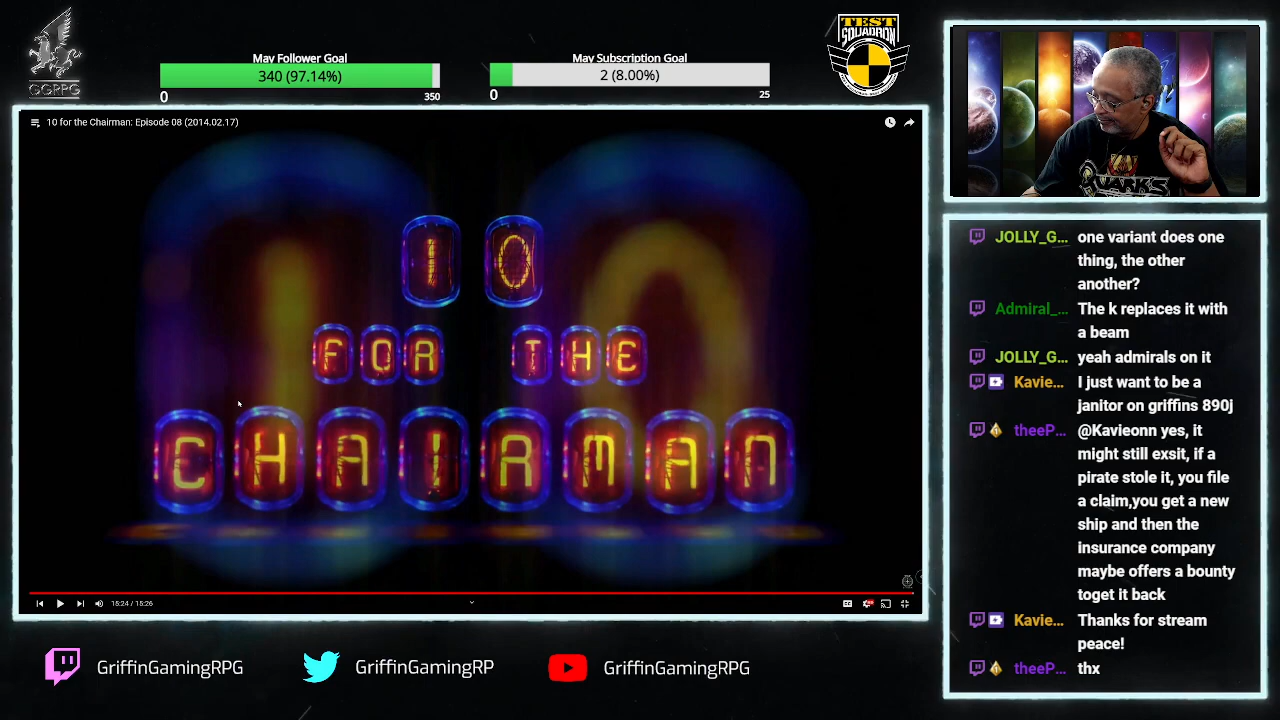 GGRPG
May Follower Goal
340 (97.14%)
0
350
May Subscription Goal
2 (8.00%)
0
25
TEST
SQUADRON
10 for the Chairman: Episode 08 (2014.02.17)
10
FOR THE
CHAIRMAN
15:24 / 15:26
QUARK'S
JOLLY_G... one variant does one
thing, the other
another?
Admiral_... The k replaces it with
a beam
JOLLY_G... yeah admirals on it
Kavie... I just want to be a
janitor on griffins 890j
theeP... @Kavieonn yes, it
might still exsit, if a
pirate stole it, you file
a claim,you get a new
ship and then the
insurance company
maybe offers a bounty
toget it back
Kavie... Thanks for stream
peace!
theeP... thx
GriffinGamingRPG
GriffinGamingRP
GriffinGamingRPG